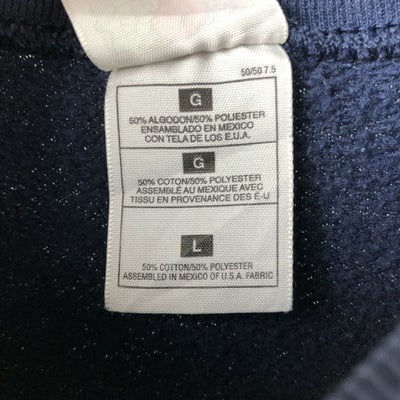 50/50 7.5
G
50% ALGODON/50% POLIESTER
ENSAMBLADO EN MEXICO
CON TELA DE LOS E.U.A.
G
50% COTON/50% POLYESTER
ASSEMBLÉ AU MEXIQUE AVEC
TISSU EN PROVENANCE DES É-U
L
50% COTTON/50% POLYESTER
ASSEMBLED IN MEXICO OF U.S.A. FABRIC